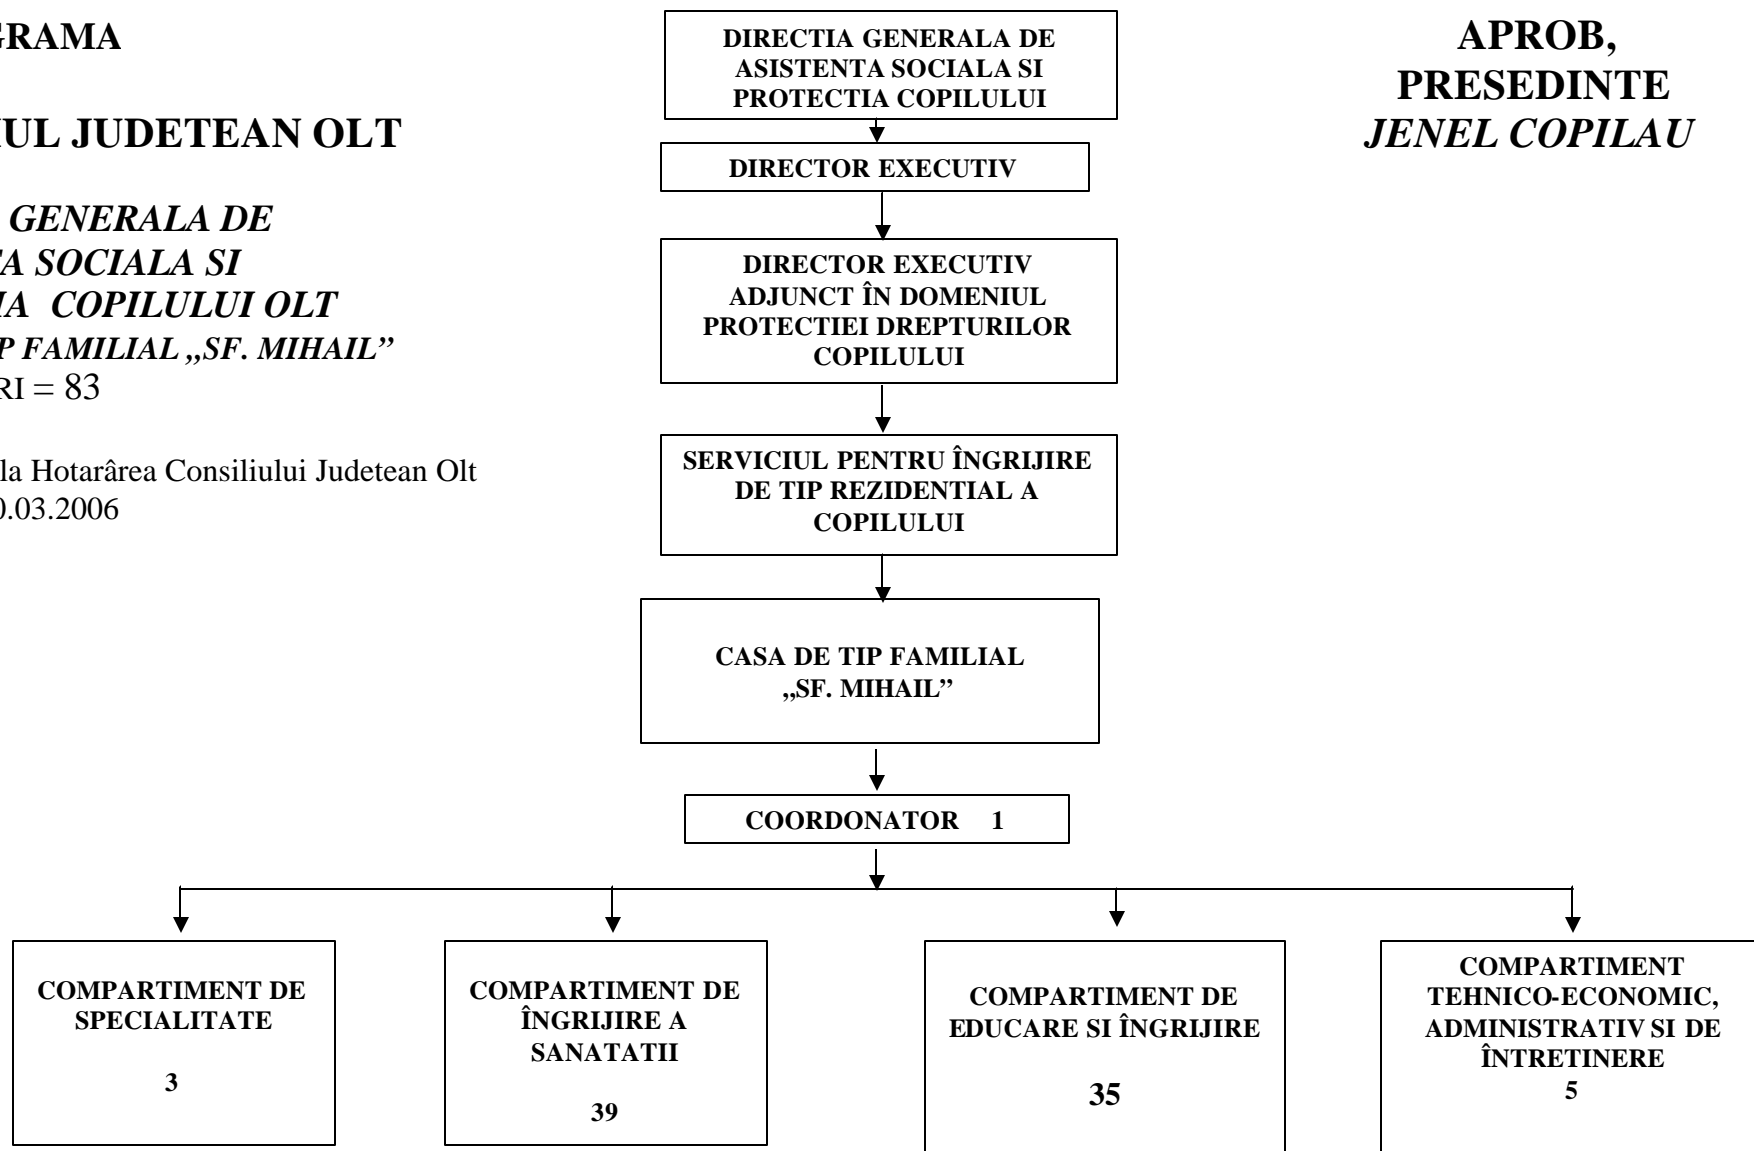 GRAMA
IUL JUDETEAN OLT
GENERALA DE
TA SOCIALA SI
IA COPILULUI OLT
P FAMILIAL „SF. MIHAIL”
RI = 83
la Hotarârea Consiliului Judetean Olt
0.03.2006
DIRECTIA GENERALA DE
ASISTENTA SOCIALA SI
PROTECTIA COPILULUI
APROB,
PRESEDINTE
JENEL COPILAU
DIRECTOR EXECUTIV
DIRECTOR EXECUTIV
ADJUNCT ÎN DOMENIUL
PROTECTIEI DREPTURILOR
COPILULUI
SERVICIUL PENTRU ÎNGRIJIRE
DE TIP REZIDENTIAL A
COPILULUI
CASA DE TIP FAMILIAL
„SF. MIHAIL”
COORDONATOR 1
COMPARTIMENT DE
SPECIALITATE
3
COMPARTIMENT DE
ÎNGRIJIRE A
SANATATII
39
COMPARTIMENT DE
EDUCARE SI ÎNGRIJIRE
35
COMPARTIMENT
TEHNICO-ECONOMIC,
ADMINISTRATIV SI DE
ÎNTRETINERE
5